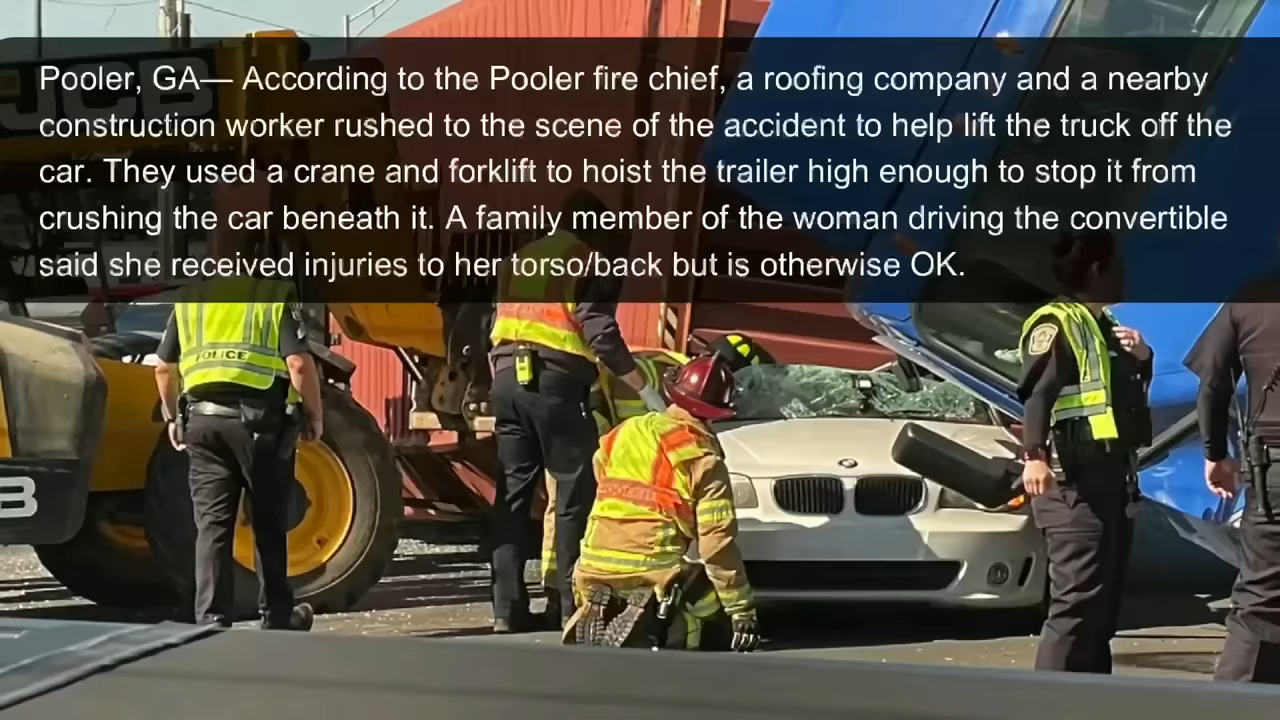 Pooler, GA— According to the Pooler fire chief, a roofing company and a nearby
construction worker rushed to the scene of the accident to help lift the truck off the
car. They used a crane and forklift to hoist the trailer high enough to stop it from
crushing the car beneath it. A family member of the woman driving the convertible
said she received injuries to her torso/back but is otherwise OK.
JCB
POLICE
POOLER
B